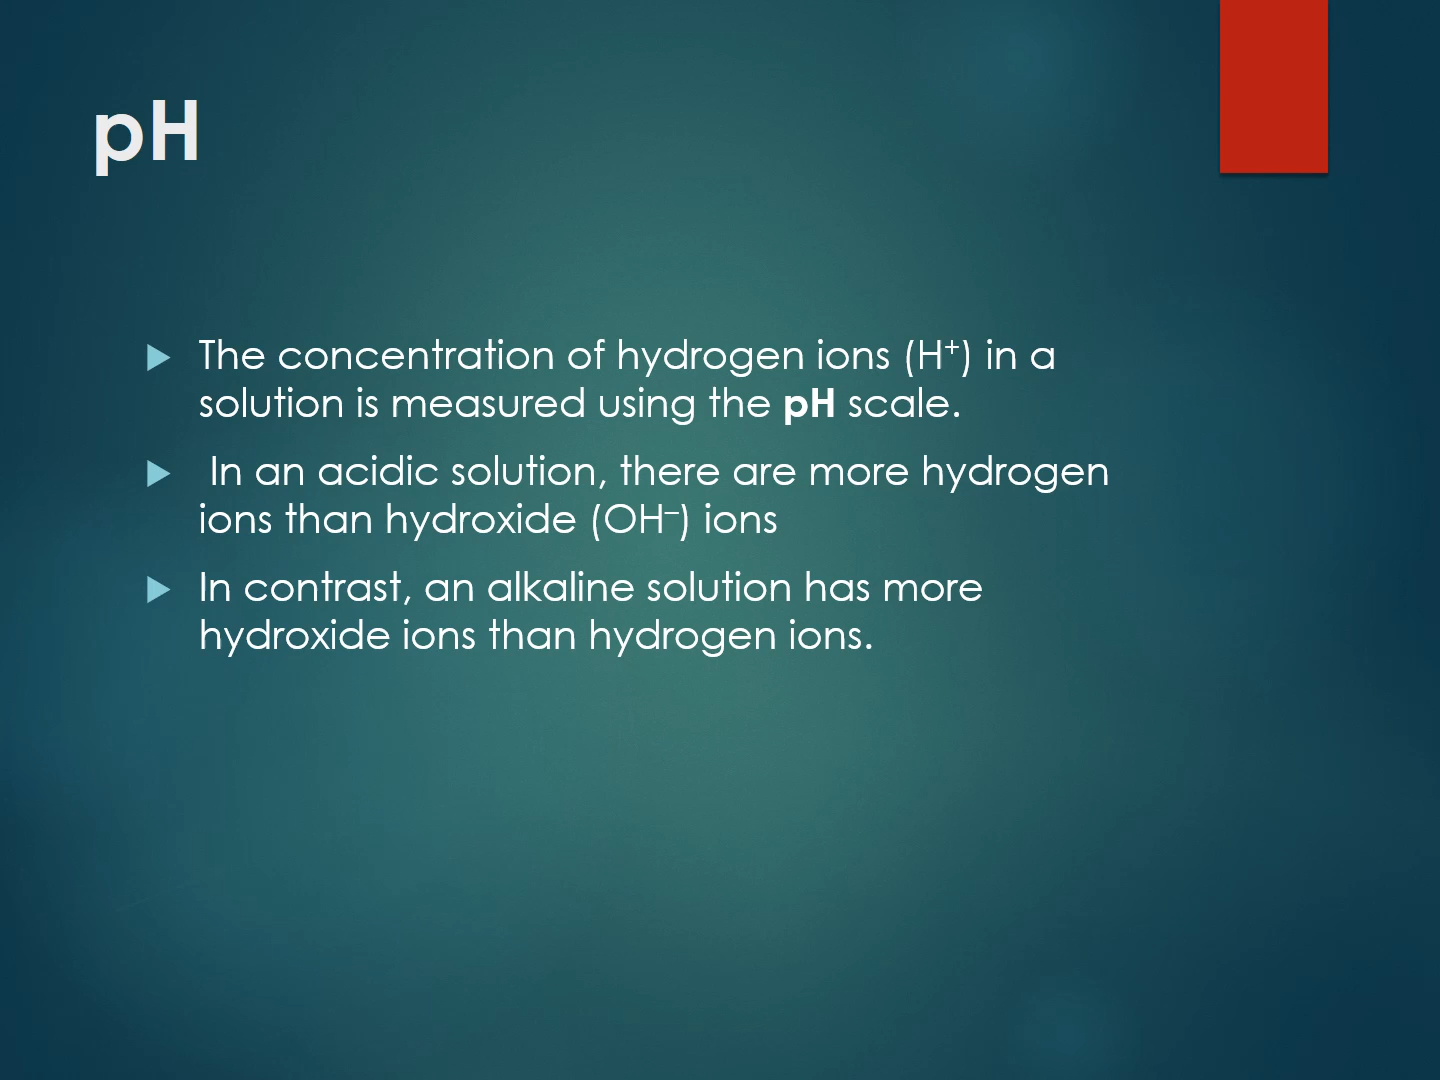 pH
The concentration of hydrogen ions (H⁺) in a
solution is measured using the pH scale.
In an acidic solution, there are more hydrogen
ions than hydroxide (OH⁻) ions
In contrast, an alkaline solution has more
hydroxide ions than hydrogen ions.